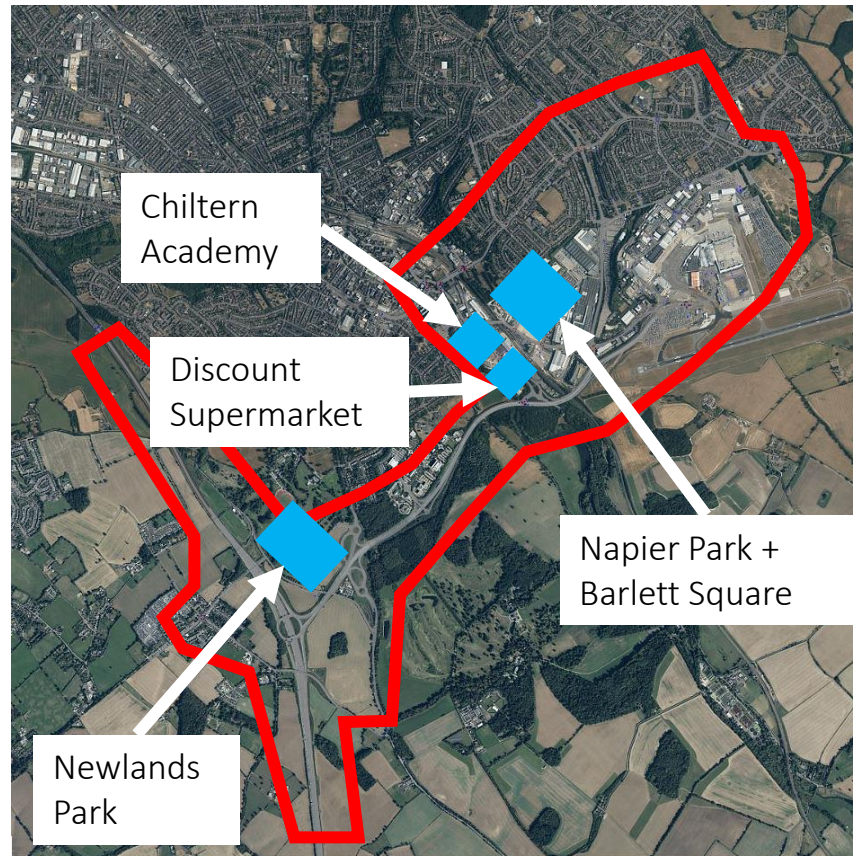 Chiltern
Academy
Discount
Supermarket
Napier Park +
Barlett Square
Newlands
Park